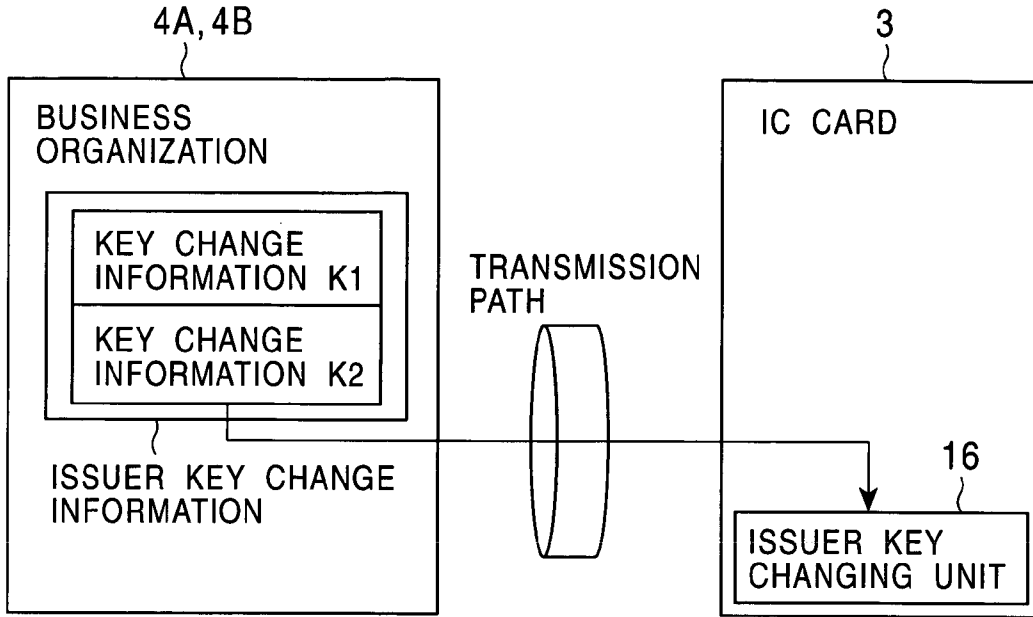 4A, 4B
BUSINESS
ORGANIZATION
KEY CHANGE
INFORMATION K1
KEY CHANGE
INFORMATION K2
ISSUER KEY CHANGE
INFORMATION
TRANSMISSION
PATH
3
IC CARD
16
ISSUER KEY
CHANGING UNIT